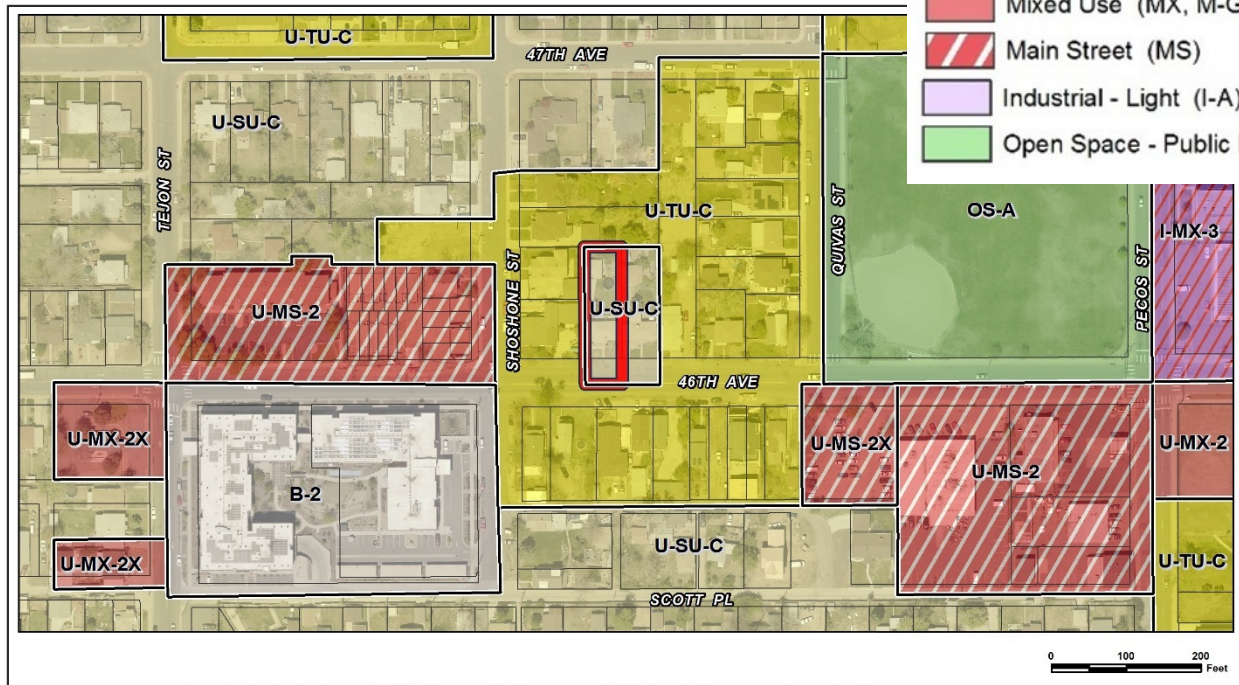 Mixed Use (MX, M-G
Main Street (MS)
Industrial - Light (I-A)
Open Space - Public
U-TU-C
47TH AVE
U-SU-C
TEJON ST
U-TU-C
QUIVAS ST
OS-A
PECOS ST
I-MX-3
U-MS-2
SHOSHONE ST
U-SU-C
46TH AVE
U-MX-2X
B-2
U-MS-2X
U-MS-2
U-MX-2
U-MX-2X
U-SU-C
U-TU-C
SCOTT PL
0 100 200
Feet